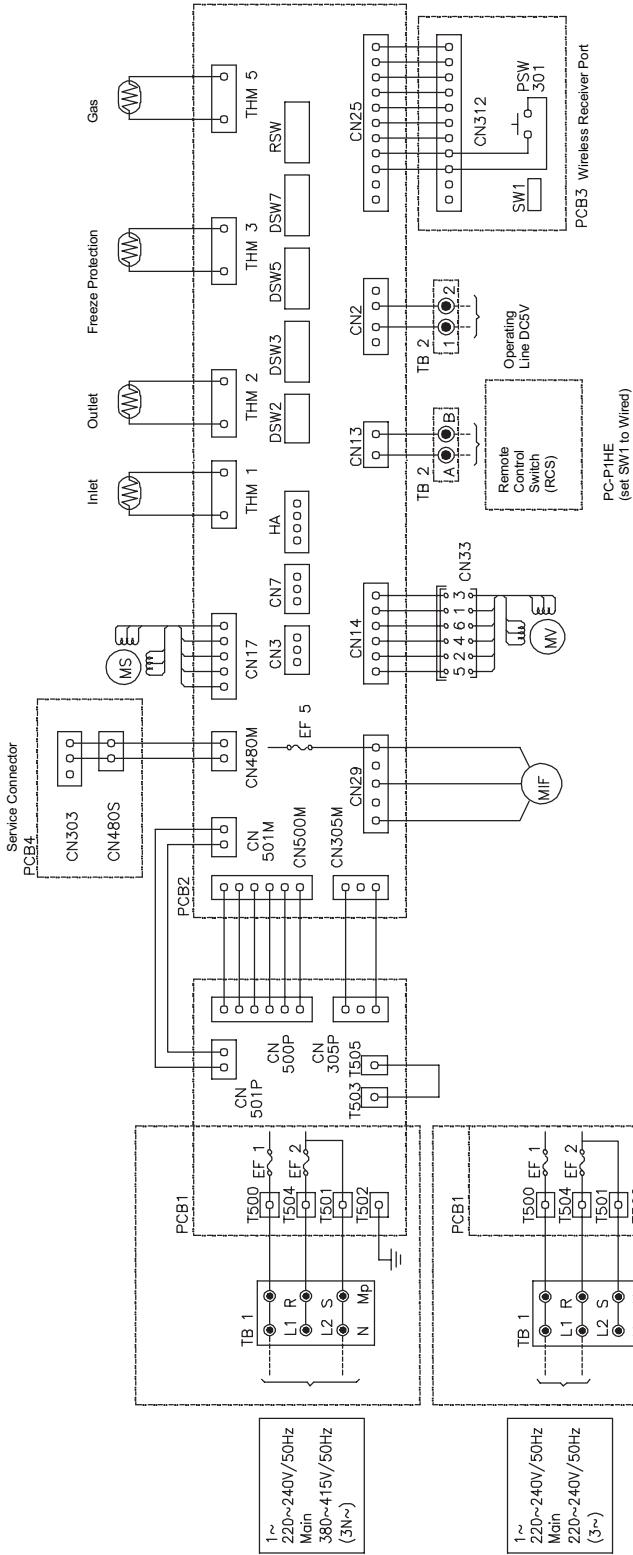 Service Connector
PCB4
CN303
CN480S
Inlet
Outlet
Freeze Protection
Gas
MS
THM 1
THM 2
THM 3
THM 5
CN17
CN3
CN7
HA
DSW2
DSW3
DSW5
DSW7
RSW
PCB2
CN
501M
CN480M
CN500M
CN305M
EF 5
CN29
MIF
CN14
CN33
5 2 4 6 1 3
MV
CN13
TB 2
A B
Remote
Control
Switch
(RCS)
PC-P1HE
(set SW1 to Wired)
CN2
TB 2
1 2
Operating
Line DC5V
CN25
CN312
SW1
PSW
301
PCB3 Wireless Receiver Port
CN
501P
CN
500P
CN
305P
T503
T505
PCB1
T500
EF 1
T504
EF 2
T501
T502
TB 1
L1 R
L2 S
N Mp
1~
220~240V/50Hz
Main
380~415V/50Hz
(3N~)
PCB1
T500
EF 1
T504
EF 2
T501
TB 1
L1 R
L2 S
1~
220~240V/50Hz
Main
220~240V/50Hz
(3~)